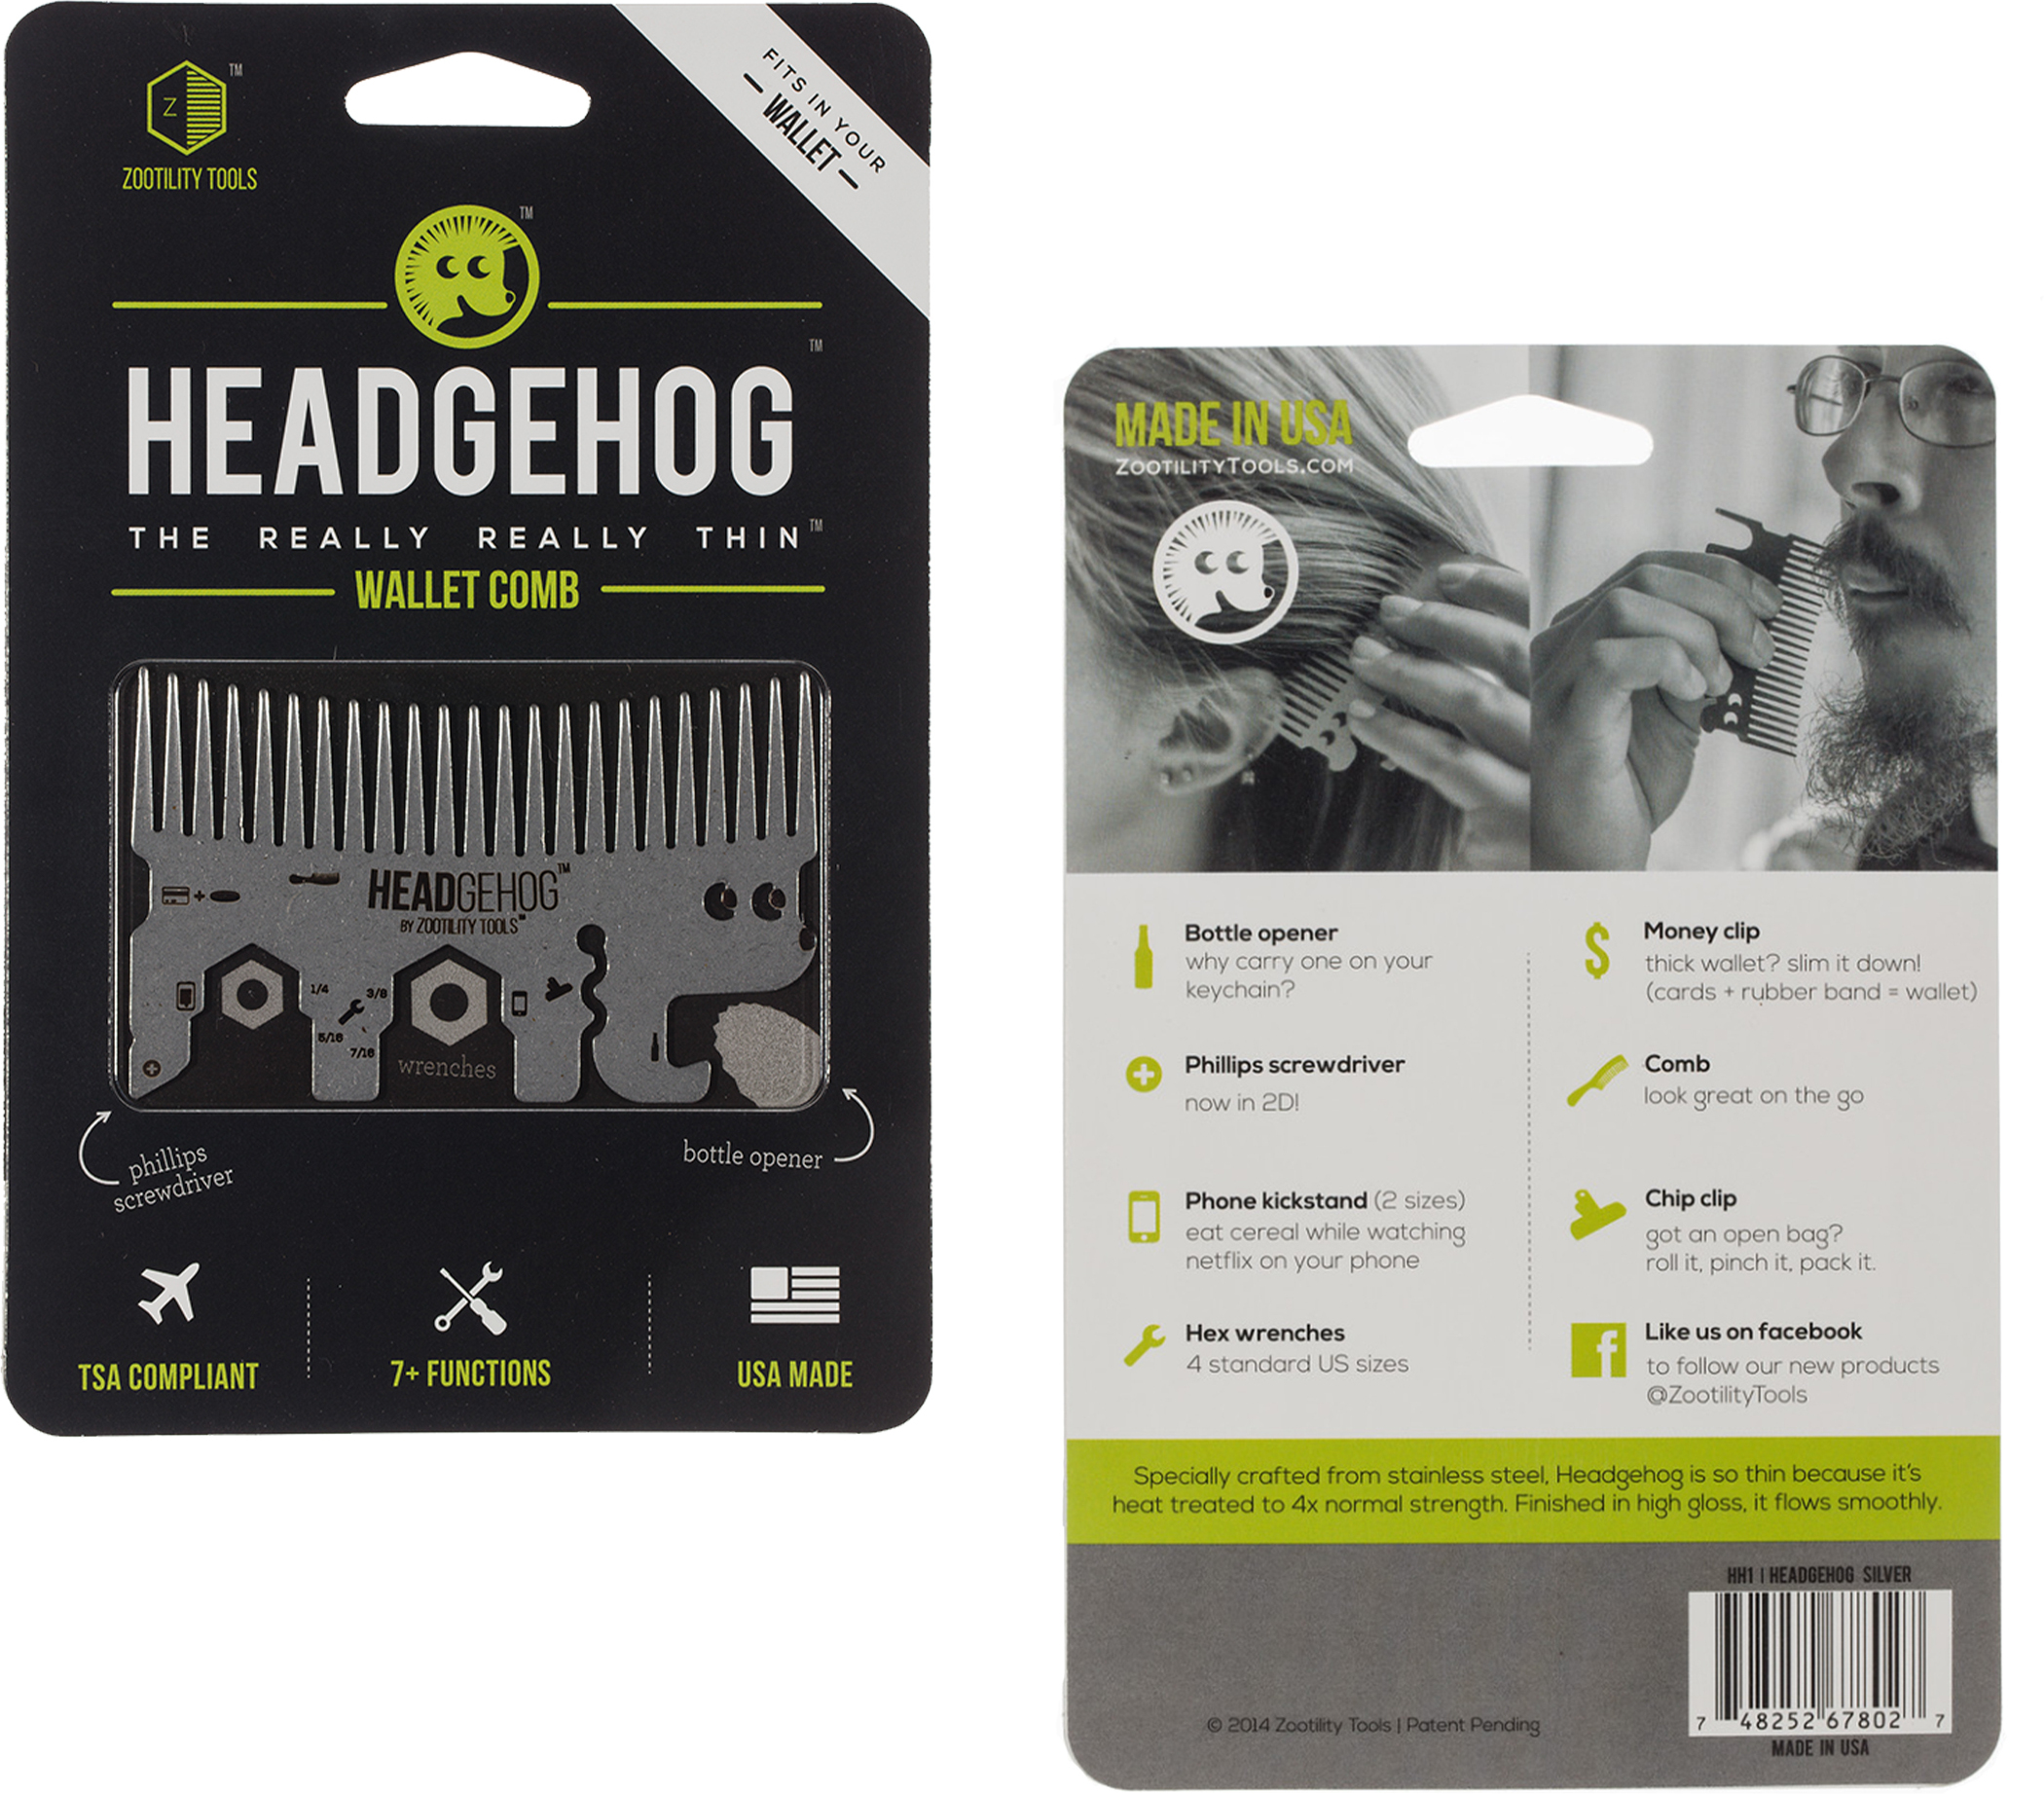 Z
TM
ZOOTILITY TOOLS
FITS IN YOUR
WALLET
TM
TM
HEADGEHOG
THE REALLY REALLY THIN TM
WALLET COMB
HEADGEHOG TM
BY ZOOTILITY TOOLS
1/4
3/8
5/16
7/16
wrenches
phillips
screwdriver
bottle opener
TSA COMPLIANT
7+ FUNCTIONS
USA MADE
MADE IN USA
ZOOTILITYTOOLS.COM
Bottle opener
why carry one on your
keychain?
Phillips screwdriver
now in 2D!
Phone kickstand (2 sizes)
eat cereal while watching
netflix on your phone
Hex wrenches
4 standard US sizes
Money clip
thick wallet? slim it down!
(cards + rubber band = wallet)
Comb
look great on the go
Chip clip
got an open bag?
roll it, pinch it, pack it.
f
Like us on facebook
to follow our new products
@ZootilityTools
Specially crafted from stainless steel, Headgehog is so thin because it's
heat treated to 4x normal strength. Finished in high gloss, it flows smoothly.
HH1 | HEADGEHOG SILVER
7 48252 67802 7
MADE IN USA
© 2014 Zootility Tools | Patent Pending